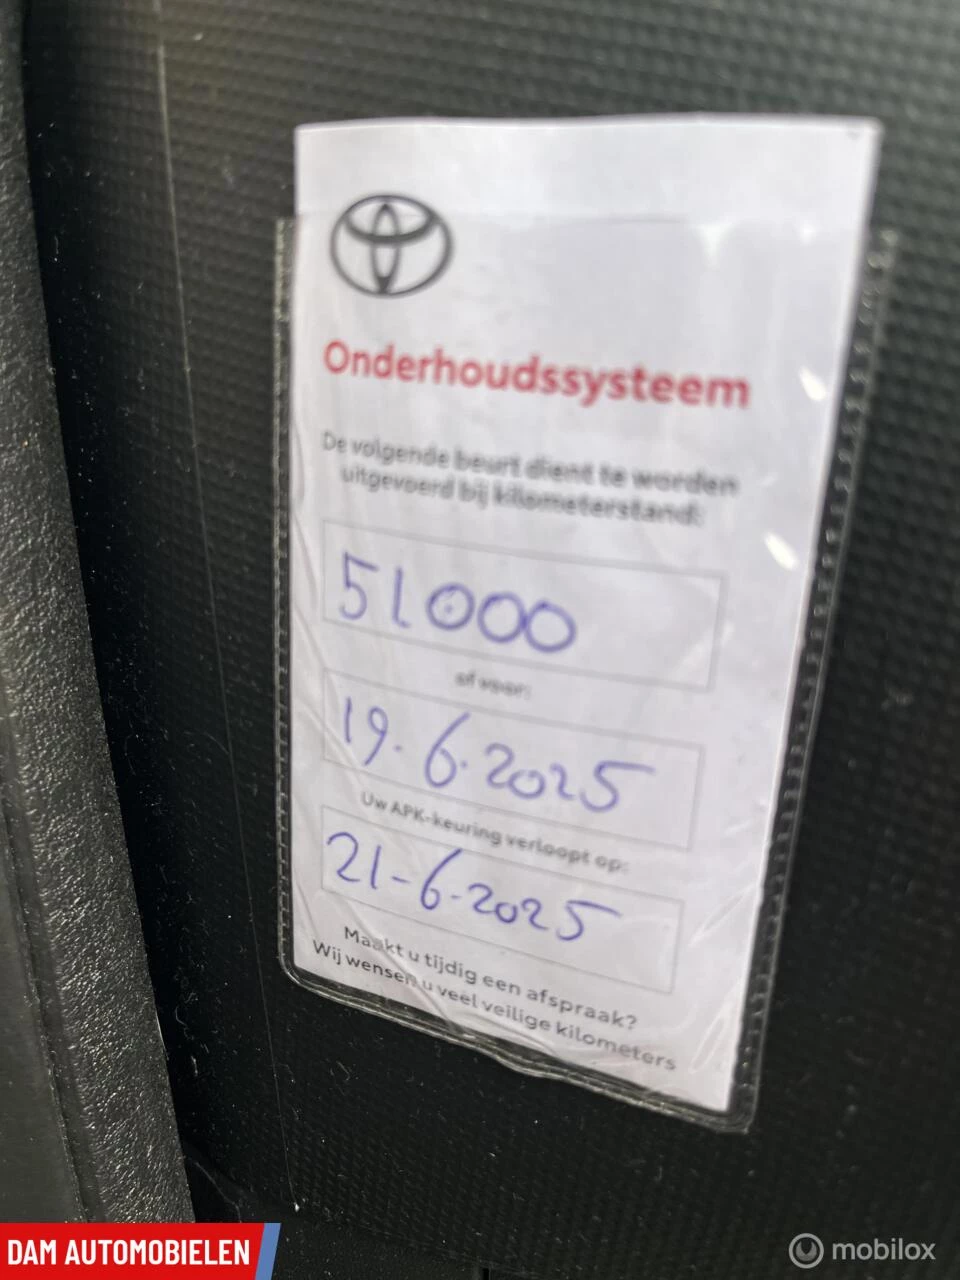 Onderhoudssysteem
De volgende beurt dient te worden
uitgevoerd bij kilometerstand:
51.000
of voor:
19.6.2025
Uw APK-keuring verloopt op:
21-6-2025
Maakt u tijdig een afspraak?
Wij wensen u veel veilige kilometers
DAM AUTOMOBIELEN
mobilox